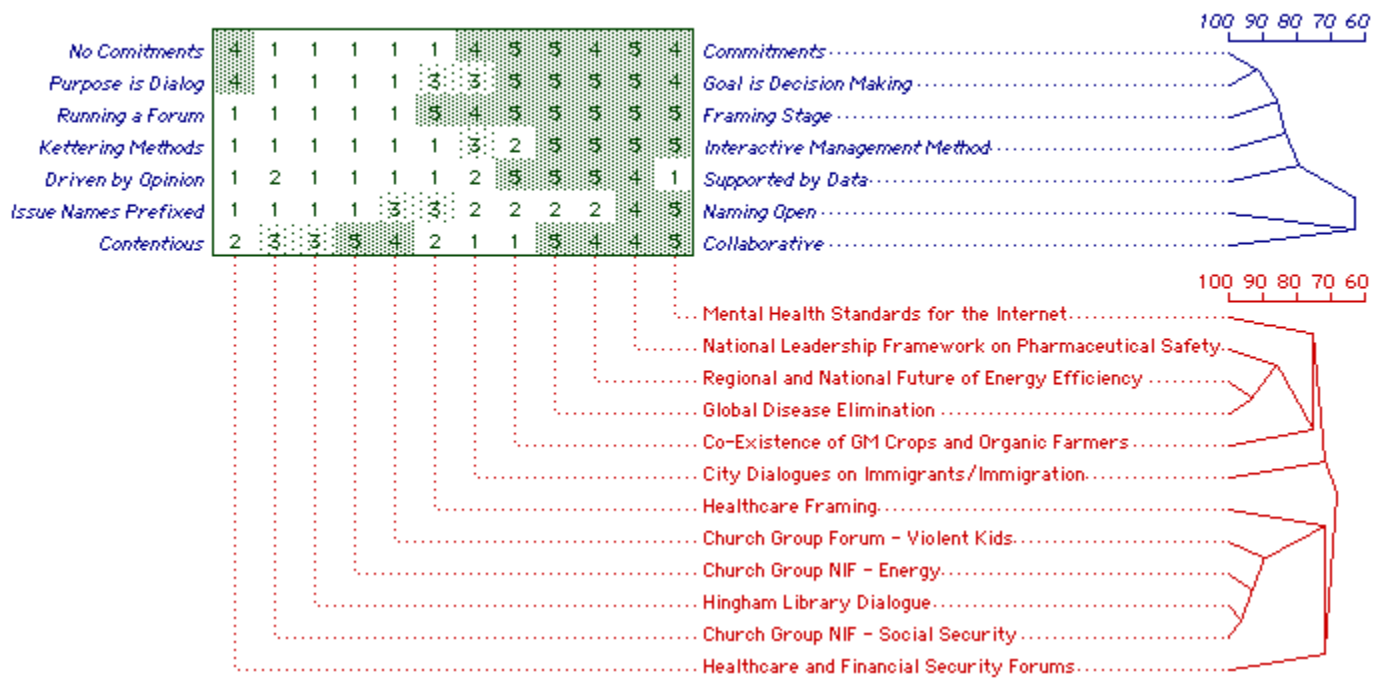 100 90 80 70 60
No Comitments 4 1 1 1 1 1 4 5 5 4 5 4 Commitments
Purpose is Dialog 4 1 1 1 1 3 3 5 5 5 5 4 Goal is Decision Making
Running a Forum 1 1 1 1 1 5 4 5 5 5 5 5 Framing Stage
Kettering Methods 1 1 1 1 1 1 3 2 5 5 5 5 Interactive Management Method
Driven by Opinion 1 2 1 1 1 1 2 5 5 5 4 1 Supported by Data
Issue Names Prefixed 1 1 1 1 3 3 2 2 2 2 4 5 Naming Open
Contentious 2 3 3 5 4 2 1 1 5 4 4 5 Collaborative
100 90 80 70 60
Mental Health Standards for the Internet
National Leadership Framework on Pharmaceutical Safety
Regional and National Future of Energy Efficiency
Global Disease Elimination
Co-Existence of GM Crops and Organic Farmers
City Dialogues on Immigrants/Immigration
Healthcare Framing
Church Group Forum - Violent Kids
Church Group NIF - Energy
Hingham Library Dialogue
Church Group NIF - Social Security
Healthcare and Financial Security Forums